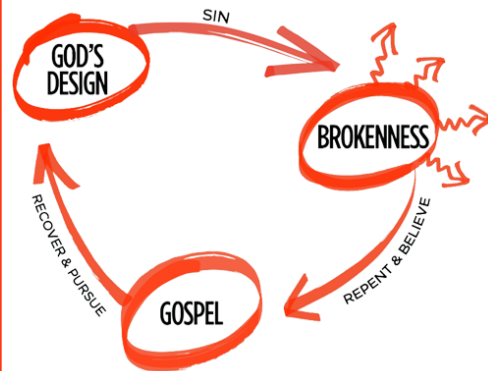 SIN
GOD'S
DESIGN
BROKENNESS
REPENT & BELIEVE
GOSPEL
RECOVER & PURSUE